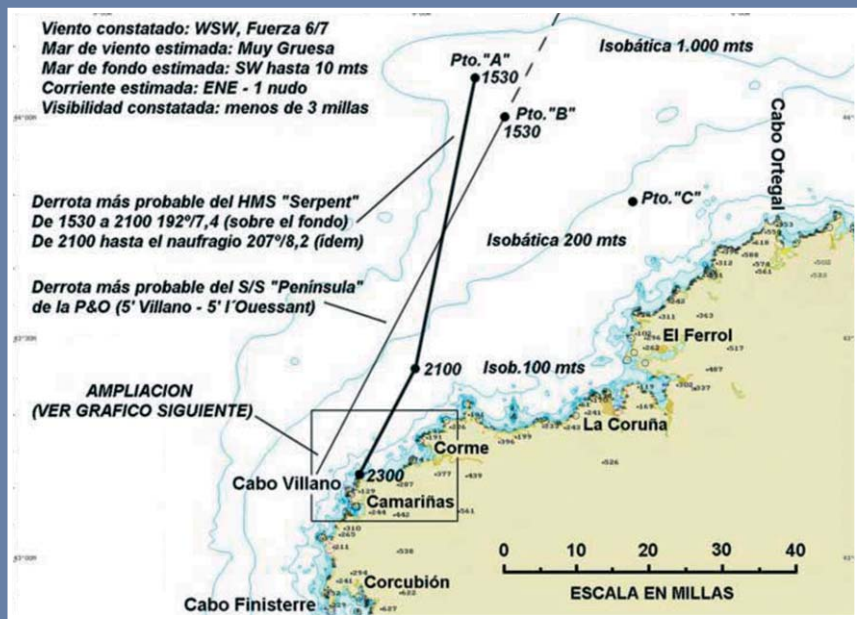 Viento constatado: WSW, Fuerza 6/7
Mar de viento estimada: Muy Gruesa
Mar de fondo estimada: SW hasta 10 mts
Corriente estimada: ENE - 1 nudo
Visibilidad constatada: menos de 3 millas
Isobática 1.000 mts
Pto."A"
1530
Pto."B"
1530
Cabo Ortegal
Pto."C"
Derrota más probable del HMS "Serpent"
De 1530 a 2100 192º/7,4 (sobre el fondo)
De 2100 hasta el naufragio 207º/8,2 (ídem)
Isobática 200 mts
Derrota más probable del S/S "Península"
de la P&O (5' Villano - 5' l´Ouessant)
El Ferrol
2100
Isob.100 mts
AMPLIACION
(VER GRAFICO SIGUIENTE)
La Coruña
Corme
2300
Cabo Villano
Camariñas
0 10 20 30 40
ESCALA EN MILLAS
Corcubión
Cabo Finisterre